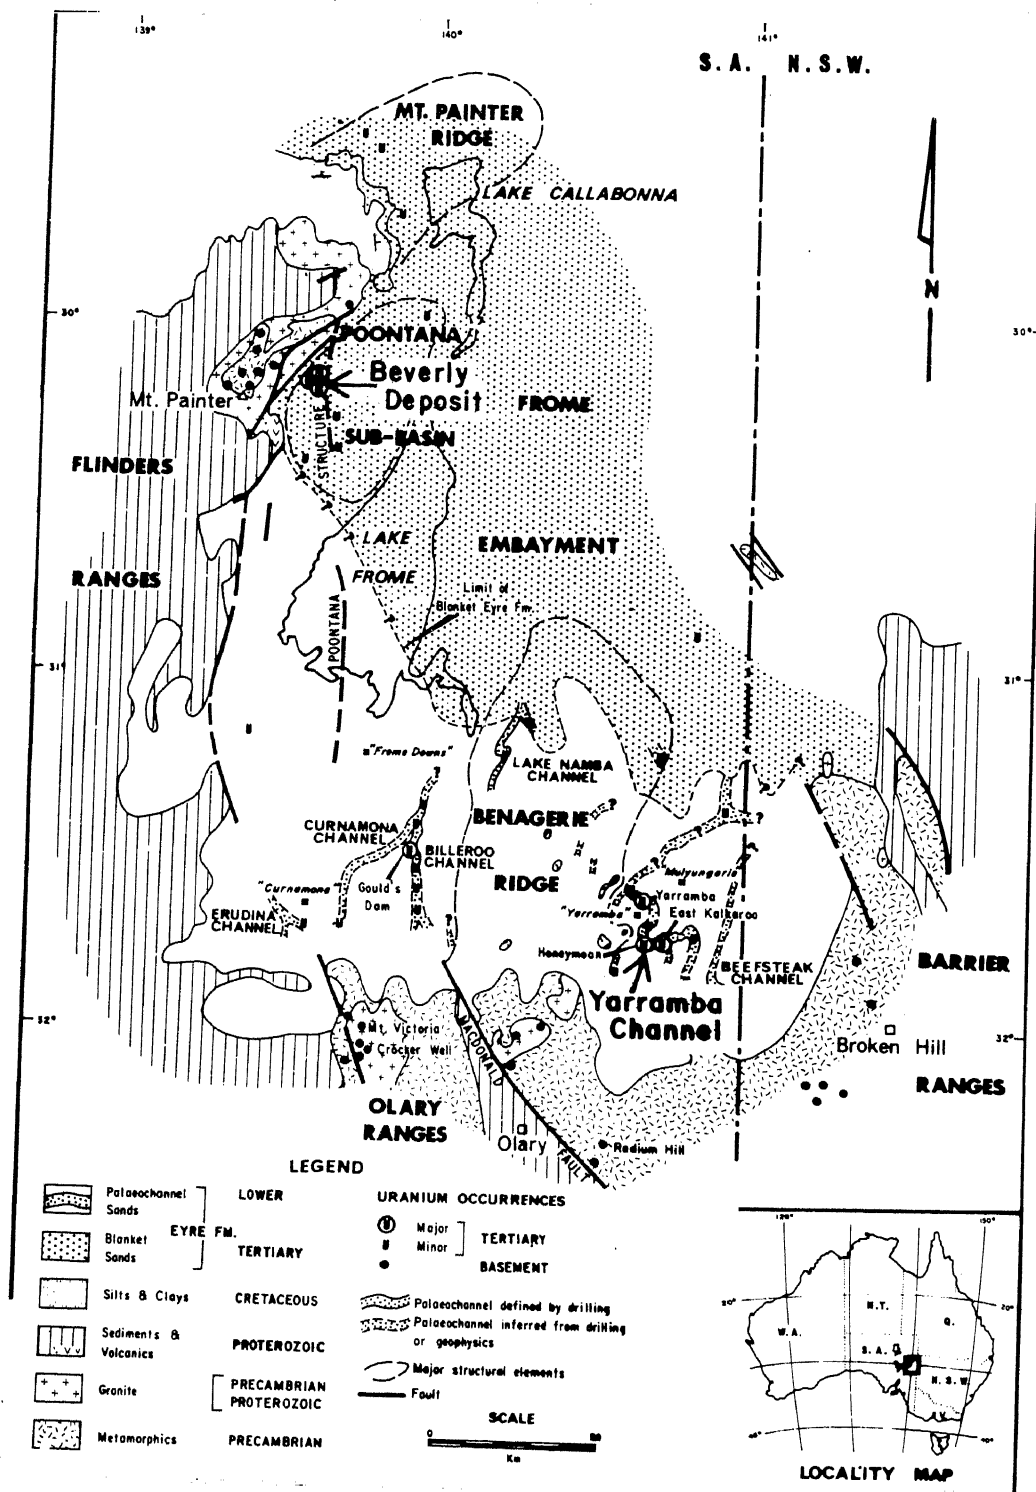 139°
140°
141°
S.A. N.S.W.
MT. PAINTER
RIDGE
LAKE CALLABONNA
N
30°
30°
POONTANA
Beverly
Deposit
Mt. Painter
FROME
STRUCTURE
SUB-BASIN
FLINDERS
LAKE
FROME
EMBAYMENT
RANGES
Limit of
Blanket Eyre Fm.
POONTANA
31°
31°
"Frome Downs"
LAKE NAMBA
CHANNEL
CURNAMONA
CHANNEL
BENAGERIE
BILLEROO
CHANNEL
RIDGE
"Curnamona"
Gould's
Dam
Mulyungarie
Yarramba
"Yarramba"
East Kalkaroo
ERUDINA
CHANNEL
Honeymoon
BEEFSTEAK
CHANNEL
BARRIER
Yarramba
Channel
32°
32°
Mt. Victoria
Crocker Well
MACDONALD
FAULT
Broken Hill
RANGES
OLARY
RANGES
Olary
Radium Hill
LEGEND
Palaeochannel
Sands
LOWER
EYRE FM.
Blanket
Sands
TERTIARY
Silts & Clays
CRETACEOUS
Sediments &
Volcanics
PROTEROZOIC
Granite
PRECAMBRIAN
PROTEROZOIC
Metamorphics
PRECAMBRIAN
URANIUM OCCURRENCES
Major
Minor
TERTIARY
BASEMENT
Palaeochannel defined by drilling
Palaeochannel inferred from drilling
or geophysics
Major structural elements
Fault
SCALE
0
Km
150°
20°
20°
N.T.
Q.
W.A.
S.A.
N.S.W.
V.
40°
LOCALITY MAP